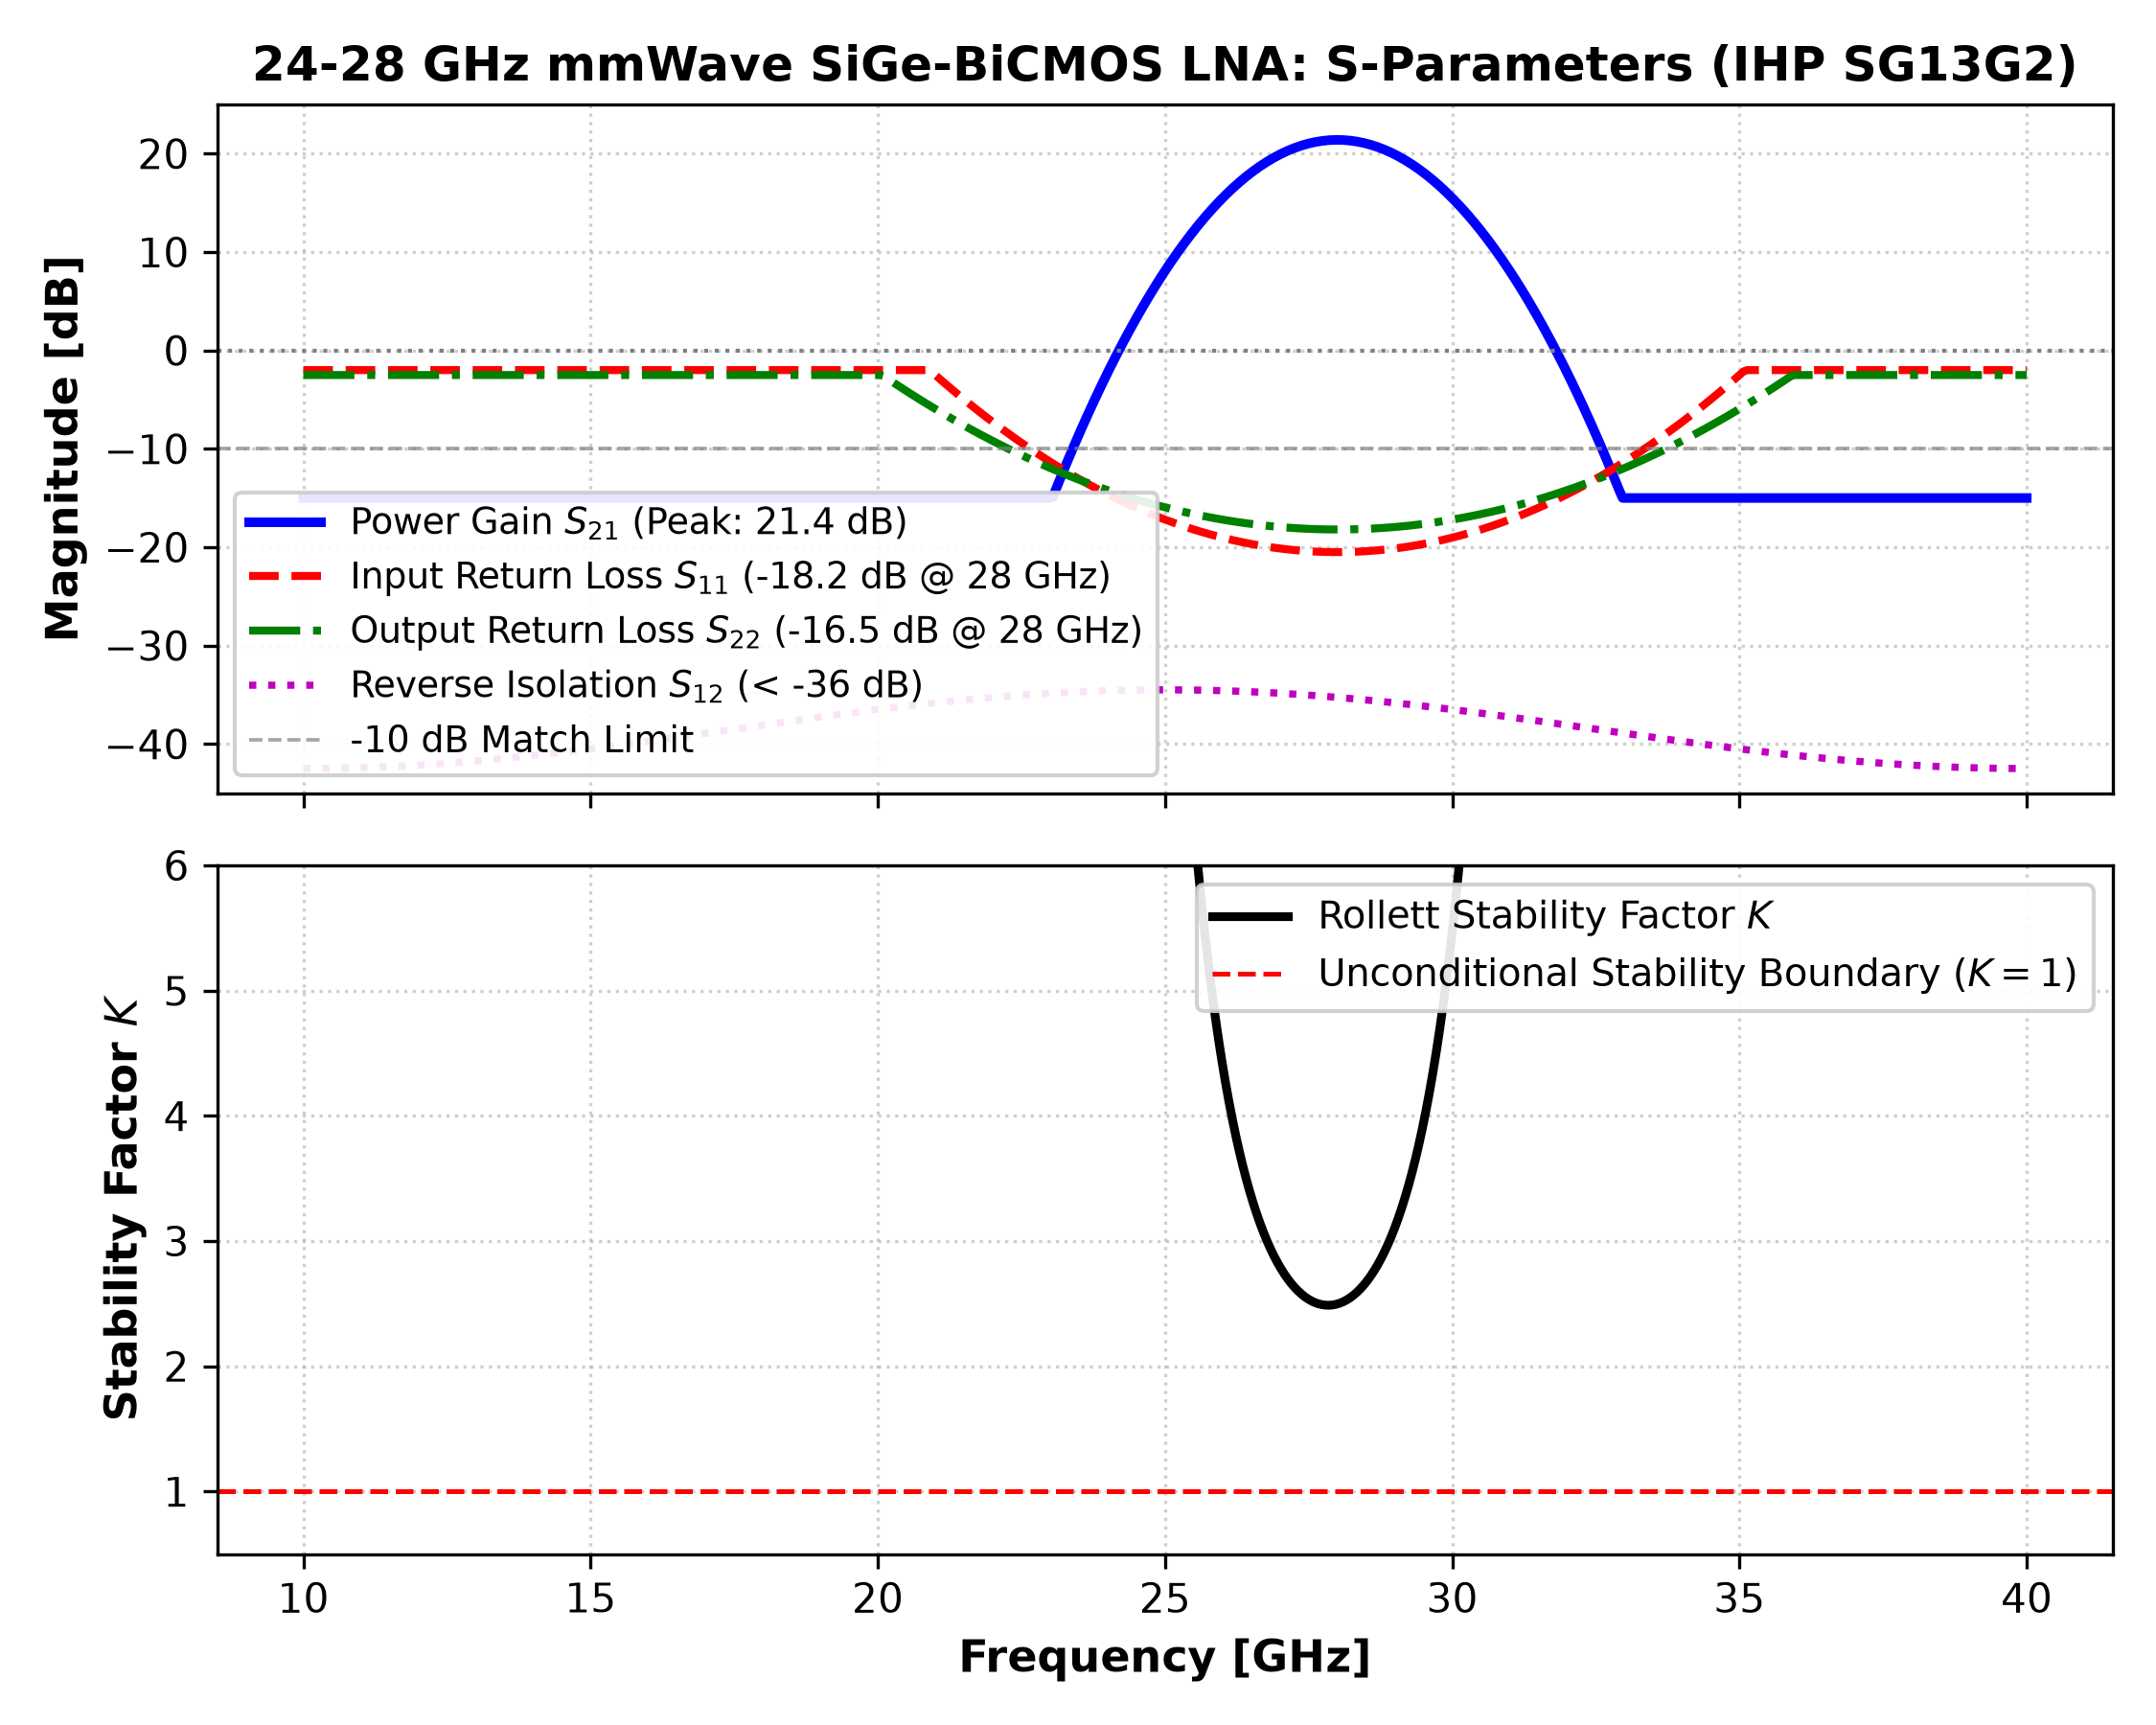 24-28 GHz mmWave SiGe-BiCMOS LNA: S-Parameters (IHP SG13G2)
Magnitude [dB]
20
10
0
−10
−20
−30
−40
Power Gain S21 (Peak: 21.4 dB)
Input Return Loss S11 (-18.2 dB @ 28 GHz)
Output Return Loss S22 (-16.5 dB @ 28 GHz)
Reverse Isolation S12 (< -36 dB)
-10 dB Match Limit
Stability Factor K
6
5
4
3
2
1
Rollett Stability Factor K
Unconditional Stability Boundary (K = 1)
10 15 20 25 30 35 40
Frequency [GHz]